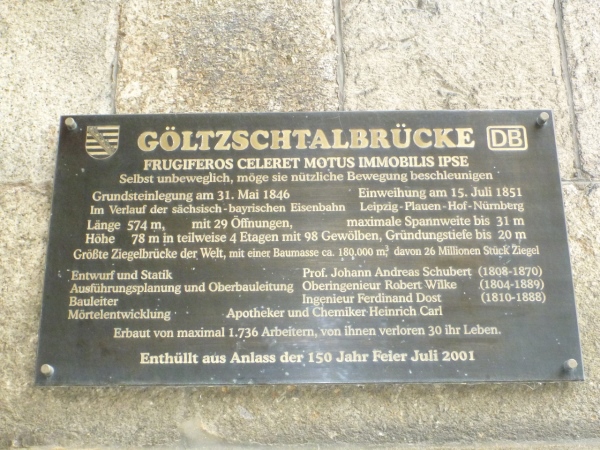 GÖLTZSCHTALBRÜCKE DB
FRUGIFEROS CELERET MOTUS IMMOBILIS IPSE
Selbst unbeweglich, möge sie nützliche Bewegung beschleunigen
Grundsteinlegung am 31. Mai 1846 Einweihung am 15. Juli 1851
Im Verlauf der sächsisch-bayrischen Eisenbahn Leipzig-Plauen-Hof-Nürnberg
Länge 574 m, mit 29 Öffnungen, maximale Spannweite bis 31 m
Höhe 78 m in teilweise 4 Etagen mit 98 Gewölben, Gründungstiefe bis 20 m
Größte Ziegelbrücke der Welt, mit einer Baumasse ca. 180.000 m³ davon 26 Millionen Stück Ziegel
Entwurf und Statik Prof. Johann Andreas Schubert (1808-1870)
Ausführungsplanung und Oberbauleitung Oberingenieur Robert Wilke (1804-1889)
Bauleiter Ingenieur Ferdinand Dost (1810-1888)
Mörtelentwicklung Apotheker und Chemiker Heinrich Carl
Erbaut von maximal 1.736 Arbeitern, von ihnen verloren 30 ihr Leben.
Enthüllt aus Anlass der 150 Jahr Feier Juli 2001